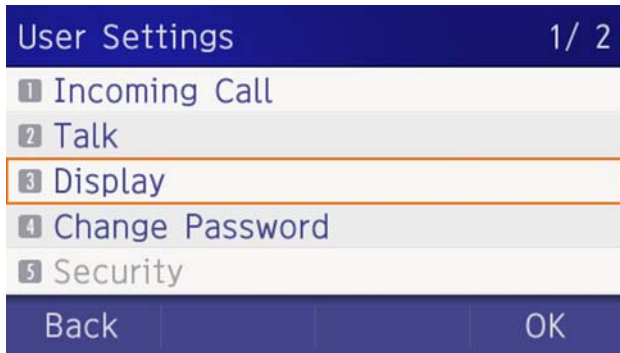 User Settings 1/ 2
1 Incoming Call
2 Talk
3 Display
4 Change Password
5 Security
Back OK